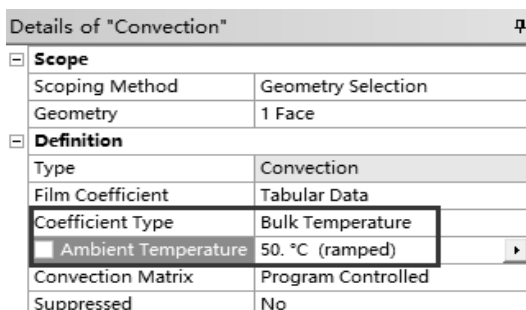 Details of "Convection"
Scope
Scoping Method Geometry Selection
Geometry 1 Face
Definition
Type Convection
Film Coefficient Tabular Data
Coefficient Type Bulk Temperature
Ambient Temperature 50. °C (ramped)
Convection Matrix Program Controlled
Suppressed No